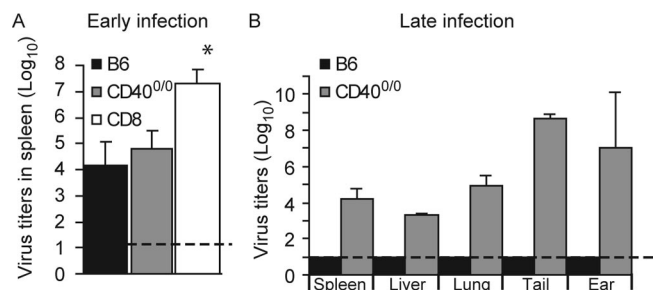 A Early infection
Virus titers in spleen (Log10)
8
7
6
5
4
3
2
1
0
B6
CD40^0/0
CD8
*
B Late infection
Virus titers (Log10)
10
8
6
4
2
0
B6
CD40^0/0
Spleen Liver Lung Tail Ear